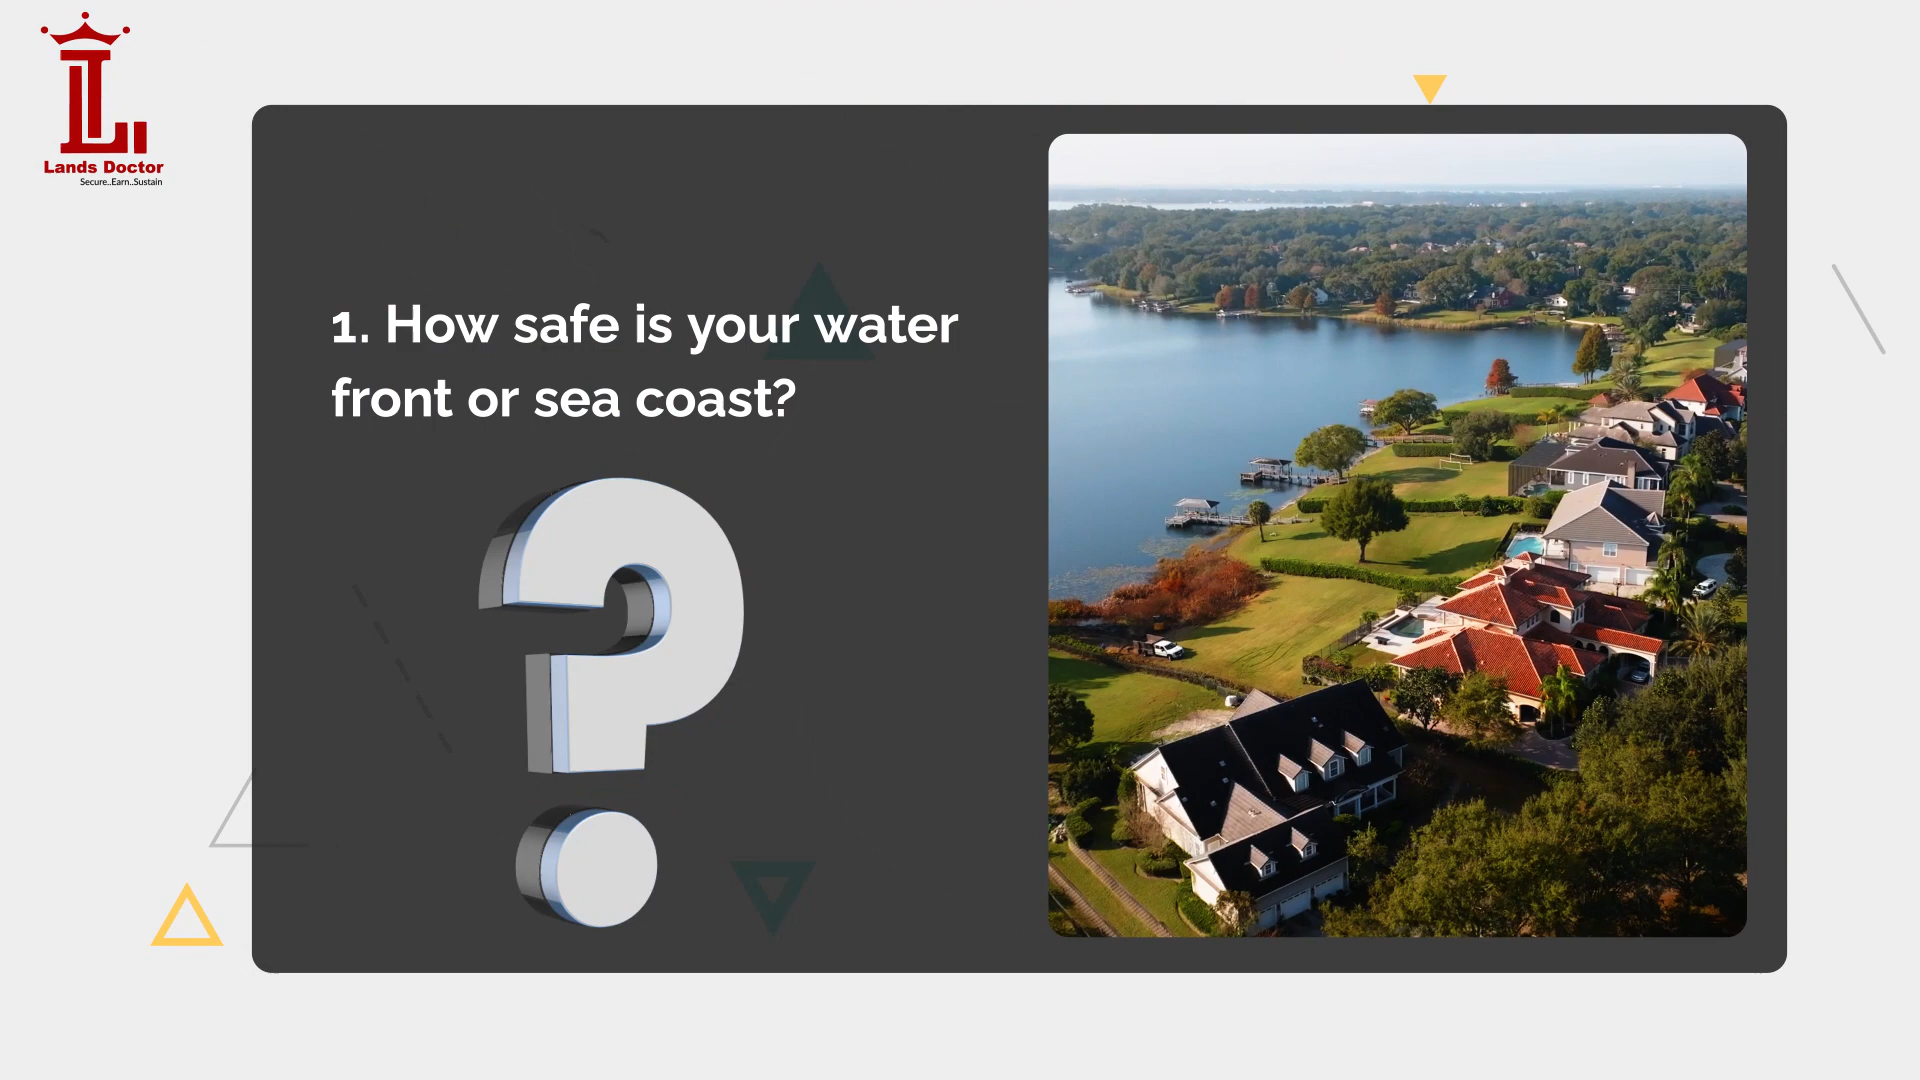 Lands Doctor
Secure..Earn..Sustain
1. How safe is your water
front or sea coast?